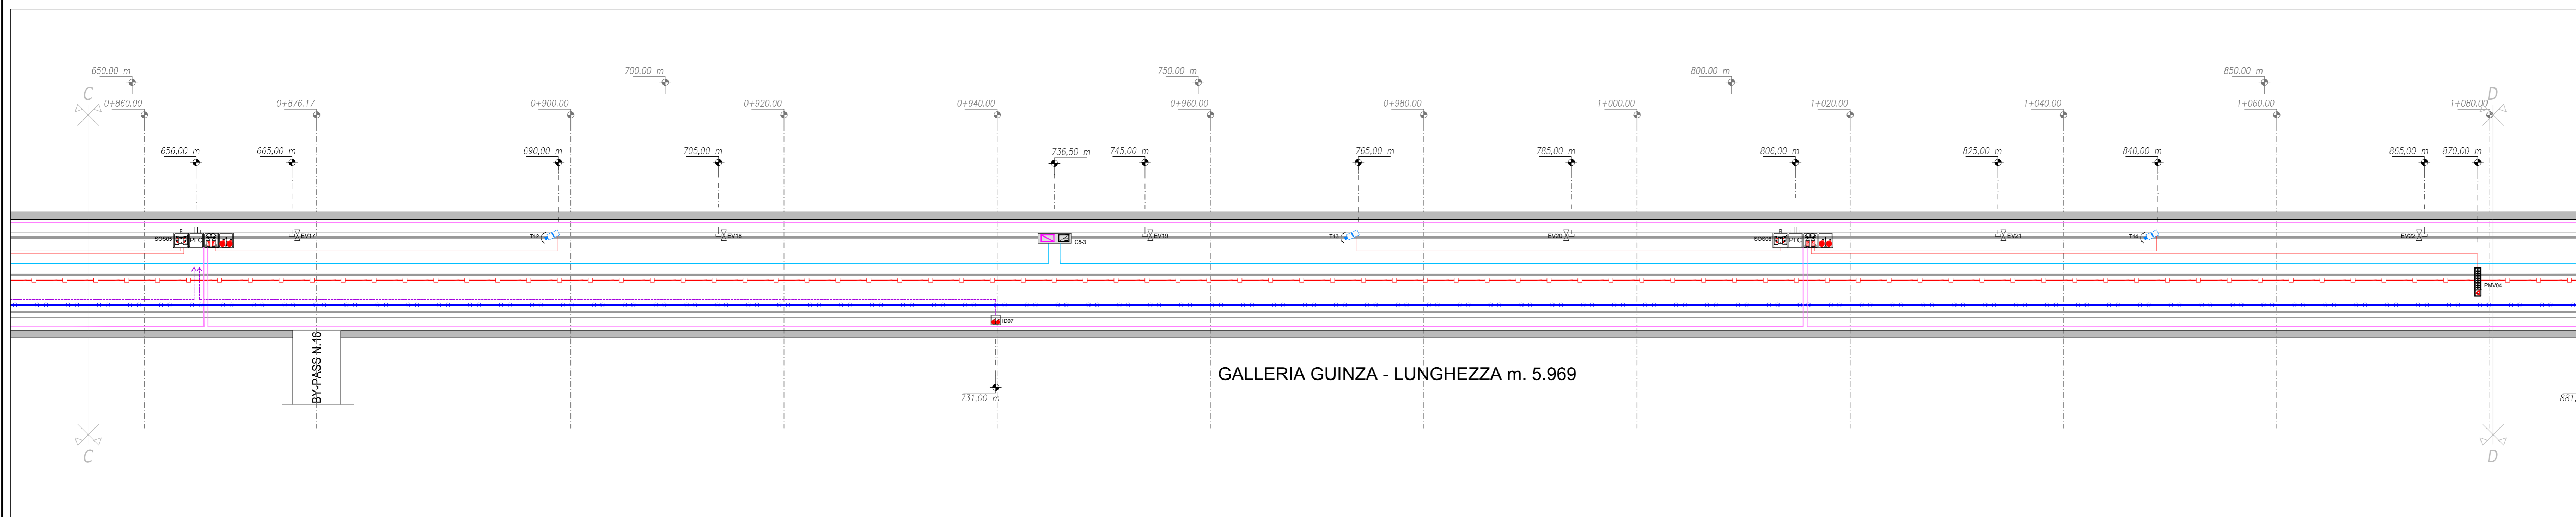 650.00 m
700.00 m
750.00 m
800.00 m
850.00 m
C
D
0+860.00
0+876.17
0+900.00
0+920.00
0+940.00
0+960.00
0+980.00
1+000.00
1+020.00
1+040.00
1+060.00
1+080.00
656,00 m
665,00 m
690,00 m
705,00 m
736,50 m
745,00 m
765,00 m
785,00 m
806,00 m
825,00 m
840,00 m
865,00 m
870,00 m
SOS05
PLC
EV17
T12
EV18
C5-3
EV19
T13
EV20
SOS06
PLC
EV21
T14
EV22
PMV04
ID07
BY-PASS N.16
GALLERIA GUINZA - LUNGHEZZA m. 5.969
731,00 m
881,
C
D